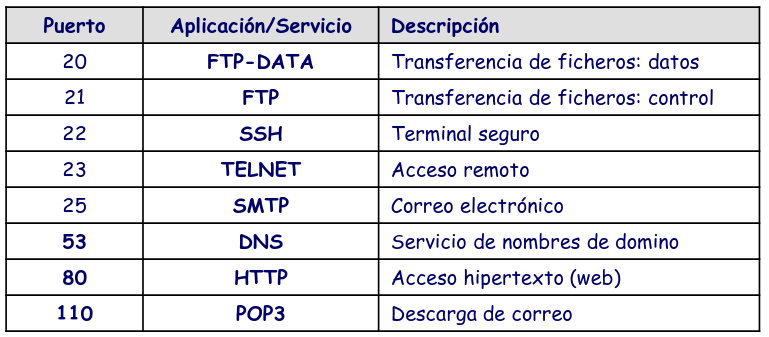 Puerto Aplicación/Servicio Descripción
20 FTP-DATA Transferencia de ficheros: datos
21 FTP Transferencia de ficheros: control
22 SSH Terminal seguro
23 TELNET Acceso remoto
25 SMTP Correo electrónico
53 DNS Servicio de nombres de domino
80 HTTP Acceso hipertexto (web)
110 POP3 Descarga de correo